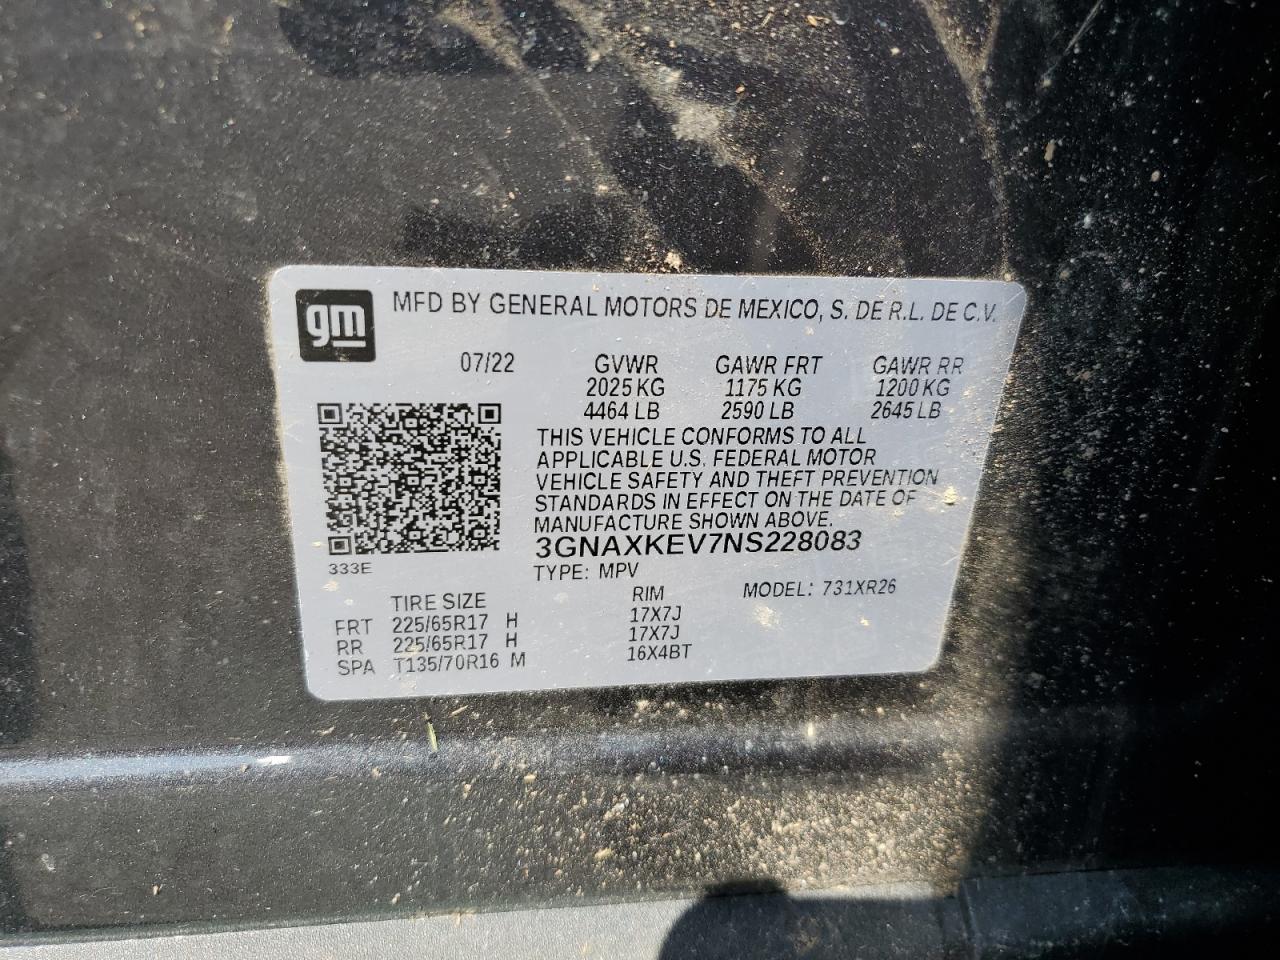 gm MFD BY GENERAL MOTORS DE MEXICO, S. DE R.L. DE C.V.
07/22 GVWR GAWR FRT GAWR RR
2025 KG 1175 KG 1200 KG
4464 LB 2590 LB 2645 LB
THIS VEHICLE CONFORMS TO ALL
APPLICABLE U.S. FEDERAL MOTOR
VEHICLE SAFETY AND THEFT PREVENTION
STANDARDS IN EFFECT ON THE DATE OF
MANUFACTURE SHOWN ABOVE.
3GNAXKEV7NS228083
333E
TYPE: MPV
MODEL: 731XR26
TIRE SIZE RIM
FRT 225/65R17 H 17X7J
RR 225/65R17 H 17X7J
SPA T135/70R16 M 16X4BT